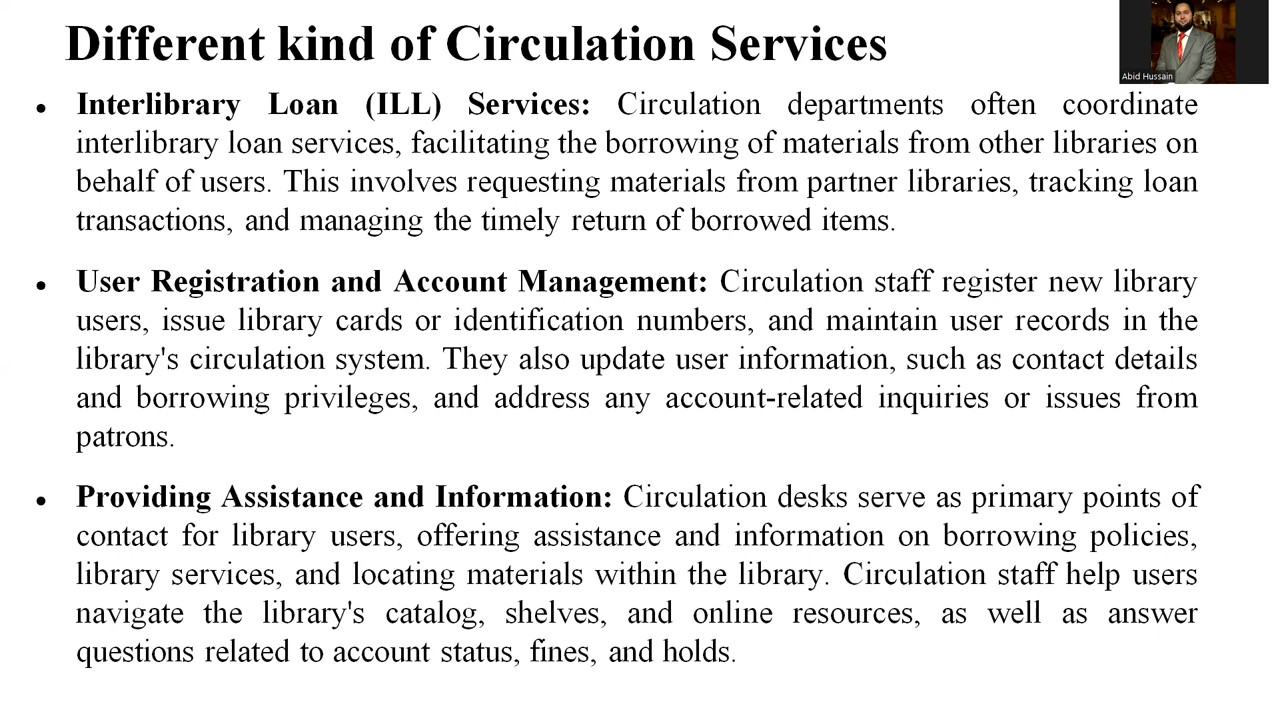 Different kind of Circulation Services
Abid Hussain
● Interlibrary Loan (ILL) Services: Circulation departments often coordinate
interlibrary loan services, facilitating the borrowing of materials from other libraries on
behalf of users. This involves requesting materials from partner libraries, tracking loan
transactions, and managing the timely return of borrowed items.
● User Registration and Account Management: Circulation staff register new library
users, issue library cards or identification numbers, and maintain user records in the
library's circulation system. They also update user information, such as contact details
and borrowing privileges, and address any account-related inquiries or issues from
patrons.
● Providing Assistance and Information: Circulation desks serve as primary points of
contact for library users, offering assistance and information on borrowing policies,
library services, and locating materials within the library. Circulation staff help users
navigate the library's catalog, shelves, and online resources, as well as answer
questions related to account status, fines, and holds.